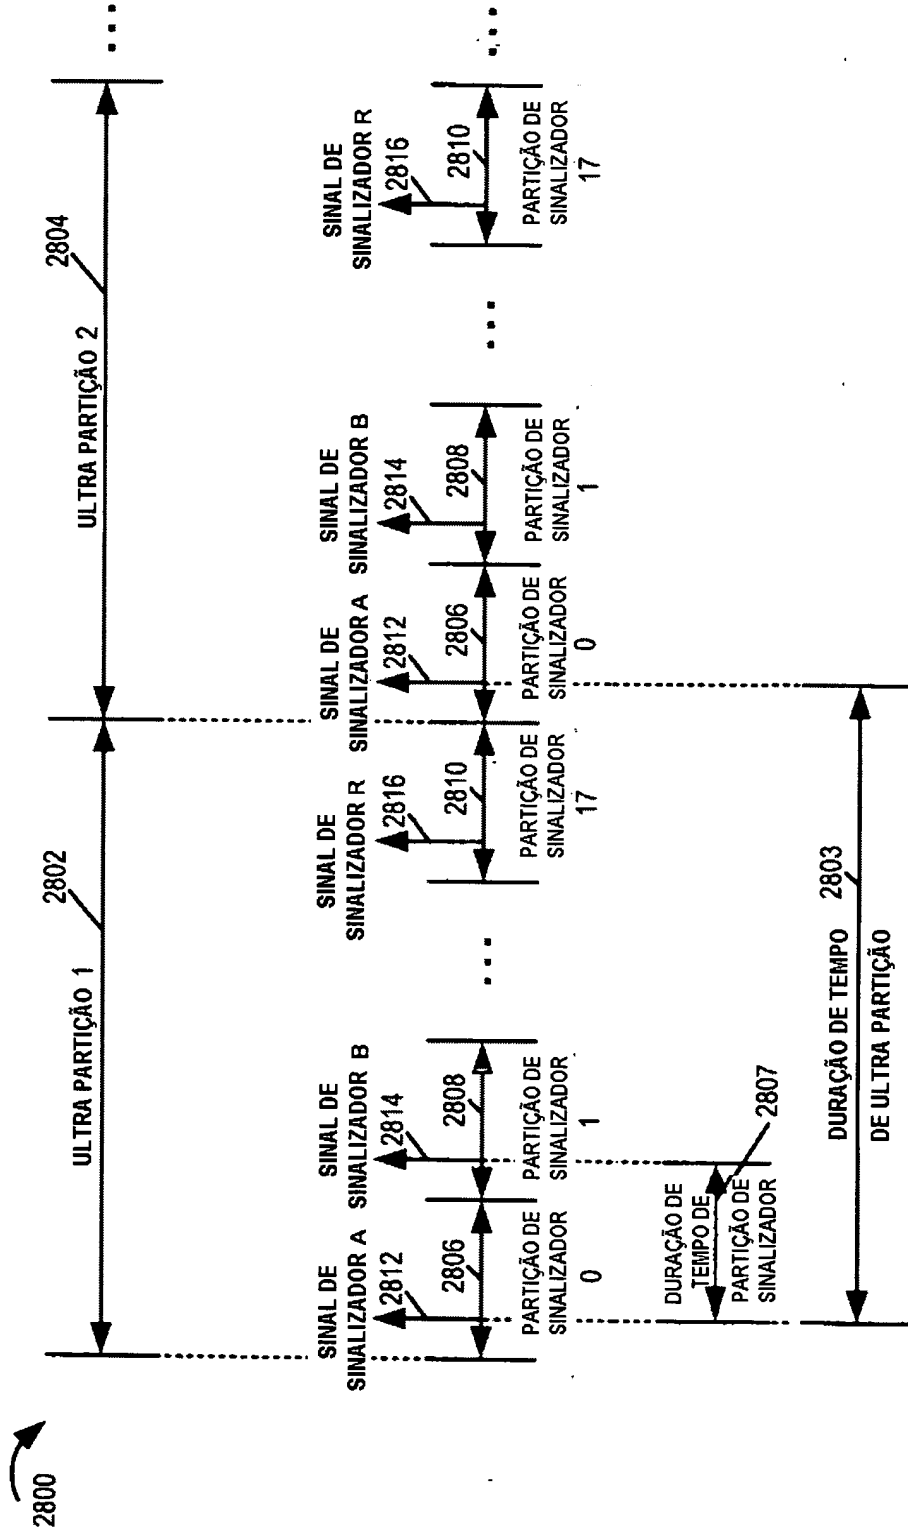 2800
2802
2804
ULTRA PARTIÇÃO 1
ULTRA PARTIÇÃO 2
...
SINAL DE
SINALIZADOR A
2812
2806
PARTIÇÃO DE
SINALIZADOR
0
SINAL DE
SINALIZADOR B
2814
2808
PARTIÇÃO DE
SINALIZADOR
1
...
SINAL DE
SINALIZADOR R
2816
2810
PARTIÇÃO DE
SINALIZADOR
17
SINAL DE
SINALIZADOR A
2812
2806
PARTIÇÃO DE
SINALIZADOR
0
SINAL DE
SINALIZADOR B
2814
2808
PARTIÇÃO DE
SINALIZADOR
1
...
SINAL DE
SINALIZADOR R
2816
2810
PARTIÇÃO DE
SINALIZADOR
17
...
DURAÇÃO DE
TEMPO DE
PARTIÇÃO DE
SINALIZADOR
2807
DURAÇÃO DE TEMPO
DE ULTRA PARTIÇÃO
2803